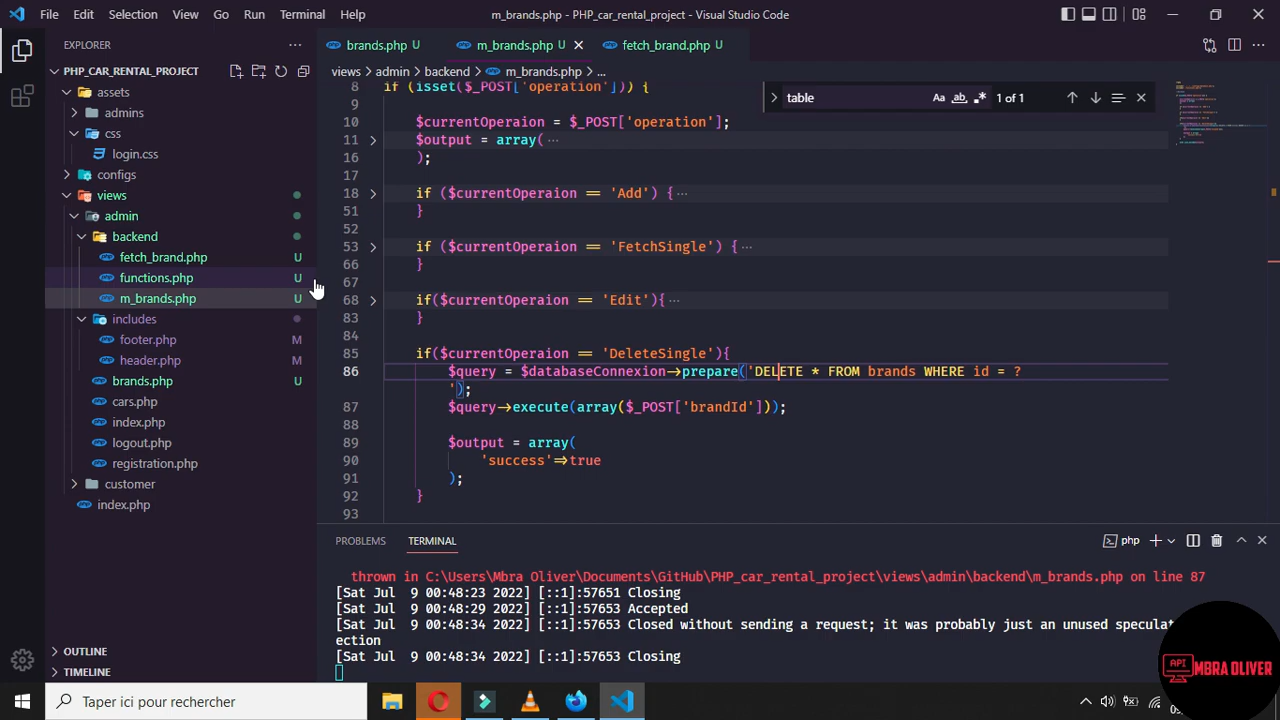 File Edit Selection View Go Run Terminal Help
m_brands.php - PHP_car_rental_project - Visual Studio Code
EXPLORER
PHP_CAR_RENTAL_PROJECT
assets
admins
css
login.css
configs
views
admin
backend
fetch_brand.php U
functions.php U
m_brands.php U
includes
footer.php M
header.php M
brands.php U
cars.php
index.php
logout.php
registration.php
customer
index.php
OUTLINE
TIMELINE
brands.php U m_brands.php U fetch_brand.php U
views > admin > backend > m_brands.php > ...
table
Aa ab .* 1 of 1
8 if (isset($_POST['operation'])) {
9
10 $currentOperaion = $_POST['operation'];
11 $output = array( ...
16 );
17
18 if ($currentOperaion == 'Add') { ...
51 }
52
53 if ($currentOperaion == 'FetchSingle') { ...
66 }
67
68 if($currentOperaion == 'Edit'){ ...
83 }
84
85 if($currentOperaion == 'DeleteSingle'){
86 $query = $databaseConnexion->prepare('DELETE * FROM brands WHERE id = ?
');
87 $query->execute(array($_POST['brandId']));
88
89 $output = array(
90 'success'=>true
91 );
92 }
93
PROBLEMS TERMINAL
php
thrown in C:\Users\Mbra Oliver\Documents\GitHub\PHP_car_rental_project\views\admin\backend\m_brands.php on line 87
[Sat Jul 9 00:48:23 2022] [::1]:57651 Closing
[Sat Jul 9 00:48:29 2022] [::1]:57653 Accepted
[Sat Jul 9 00:48:34 2022] [::1]:57653 Closed without sending a request; it was probably just an unused speculat
ection
[Sat Jul 9 00:48:34 2022] [::1]:57653 Closing
API MBRA OLIVER
Taper ici pour rechercher